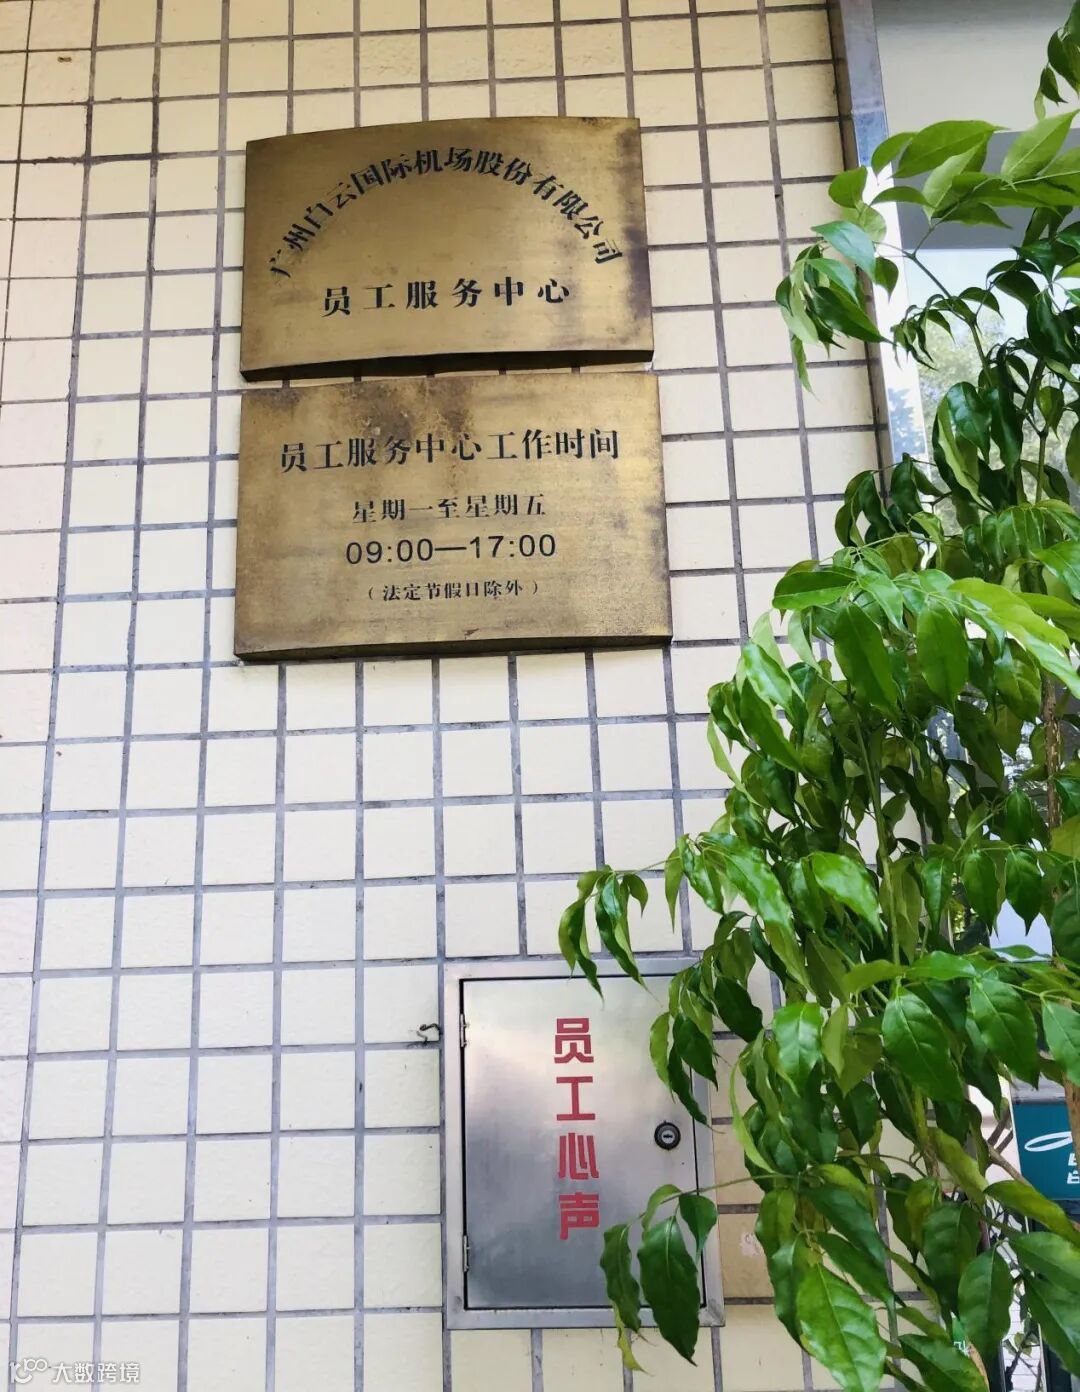 广州白云国际机场股份有限公司
员工服务中心
员工服务中心工作时间
星期一至星期五
09:00—17:00
（法定节假日除外）
员工心声
大数跨境